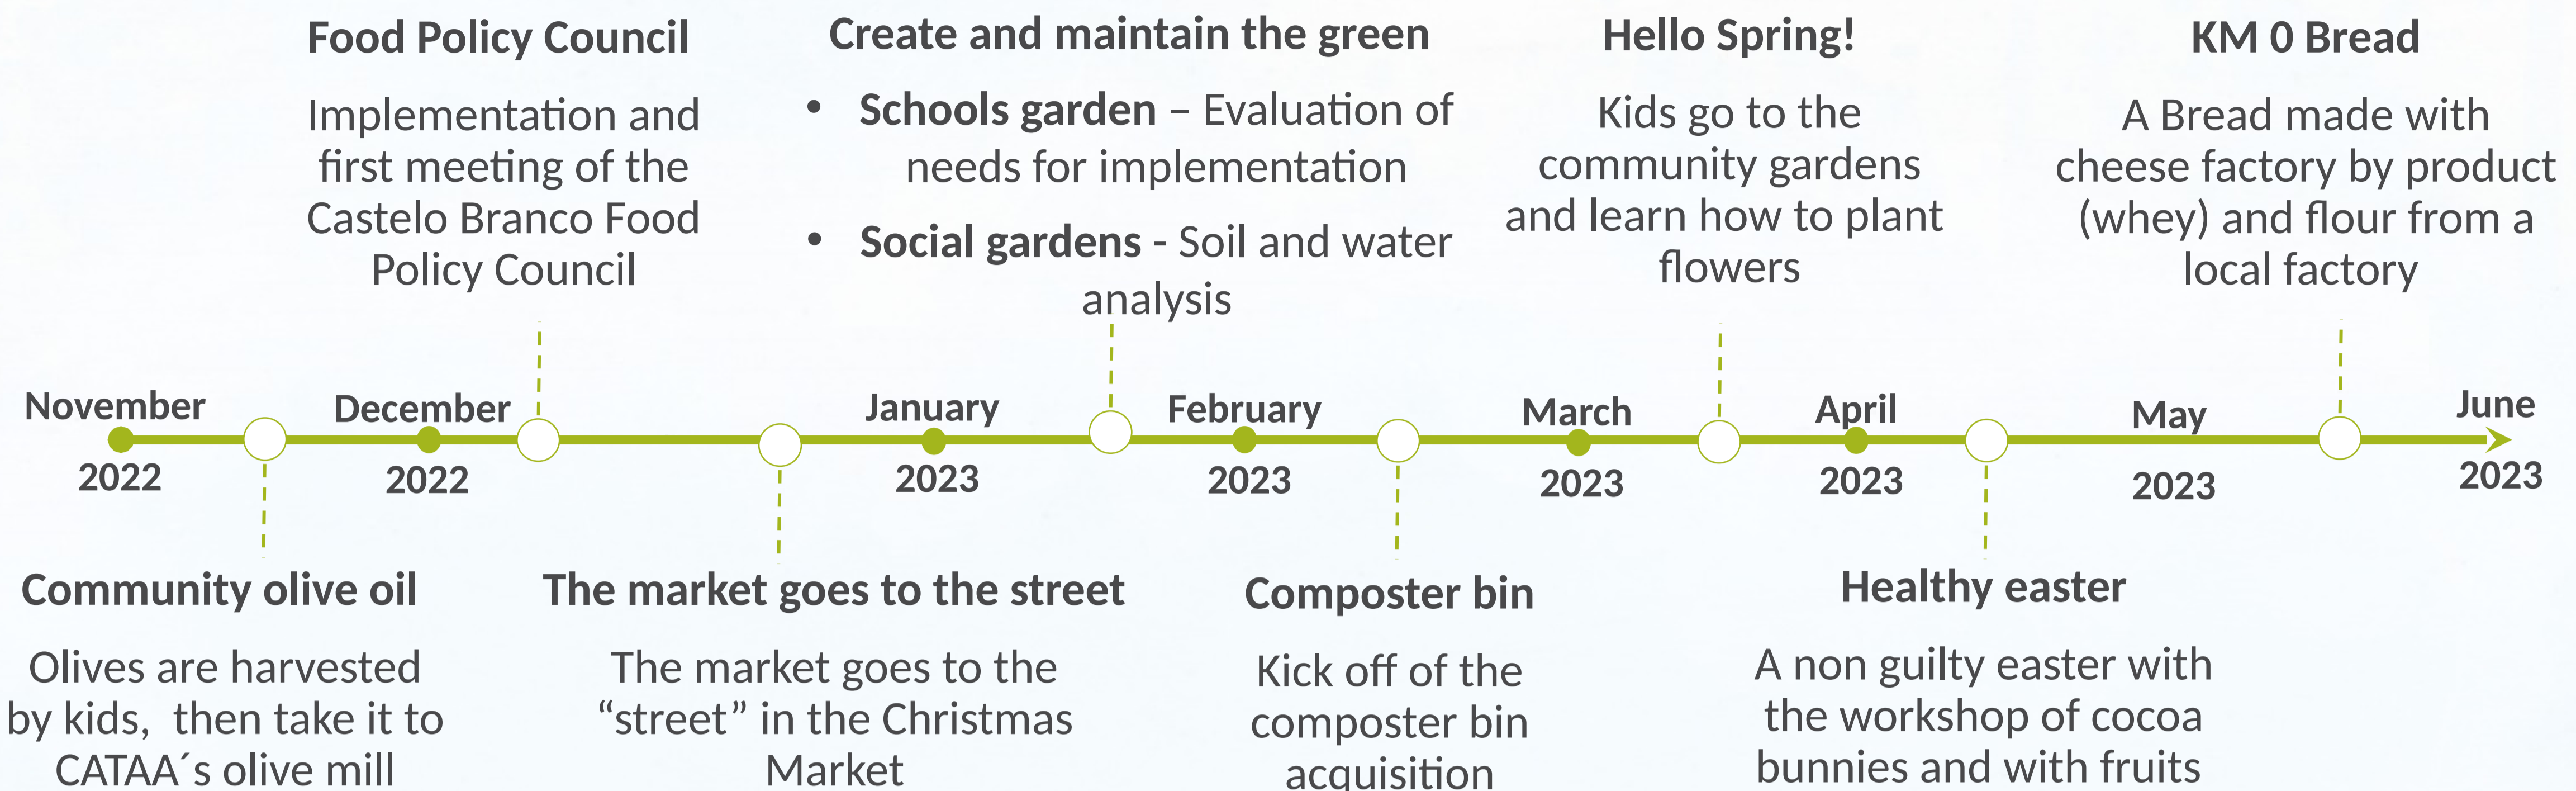 Food Policy Council
Implementation and
first meeting of the
Castelo Branco Food
Policy Council
Create and maintain the green
• Schools garden – Evaluation of
needs for implementation
• Social gardens - Soil and water
analysis
Hello Spring!
Kids go to the
community gardens
and learn how to plant
flowers
KM 0 Bread
A Bread made with
cheese factory by product
(whey) and flour from a
local factory
November
2022
December
2022
January
2023
February
2023
March
2023
April
2023
May
2023
June
2023
Community olive oil
Olives are harvested
by kids,  then take it to
CATAA´s olive mill
The market goes to the street
The market goes to the
“street” in the Christmas
Market
Composter bin
Kick off of the
composter bin
acquisition
Healthy easter
A non guilty easter with
the workshop of cocoa
bunnies and with fruits